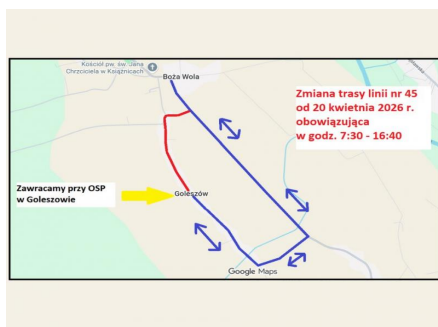 Kościół pw. św. Jana
Chrzciciela w Książnicach
Boża Wola
Zmiana trasy linii nr 45
od 20 kwietnia 2026 r.
obowiązująca
w godz. 7:30 - 16:40
Zawracamy przy OSP
w Goleszowie
Goleszów
Google Maps